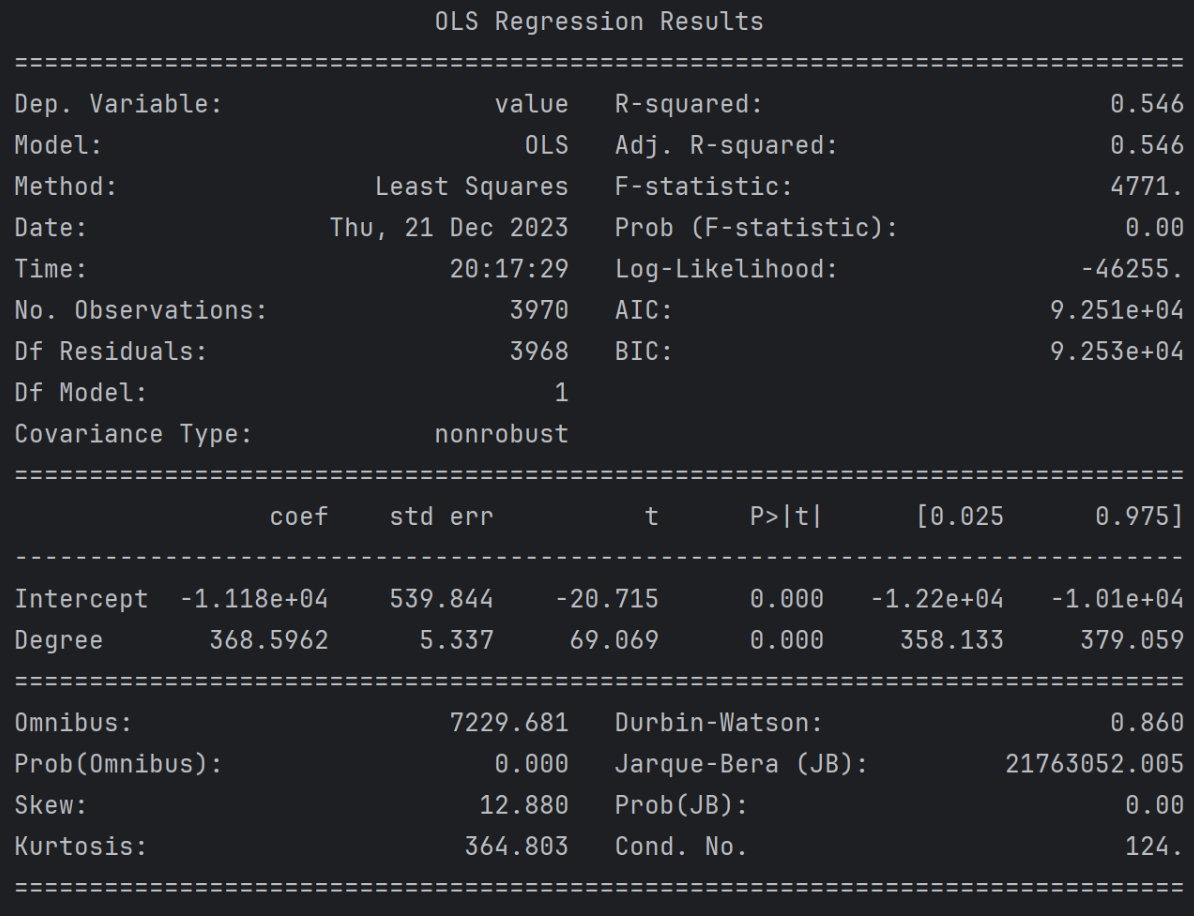 OLS Regression Results
==============================================================================
Dep. Variable:                  value   R-squared:                       0.546
Model:                            OLS   Adj. R-squared:                  0.546
Method:                 Least Squares   F-statistic:                     4771.
Date:                Thu, 21 Dec 2023   Prob (F-statistic):               0.00
Time:                        20:17:29   Log-Likelihood:                -46255.
No. Observations:                3970   AIC:                         9.251e+04
Df Residuals:                    3968   BIC:                         9.253e+04
Df Model:                           1
Covariance Type:            nonrobust
==============================================================================
                 coef    std err          t      P>|t|      [0.025      0.975]
------------------------------------------------------------------------------
Intercept  -1.118e+04    539.844    -20.715      0.000   -1.22e+04   -1.01e+04
Degree       368.5962      5.337     69.069      0.000     358.133     379.059
==============================================================================
Omnibus:                     7229.681   Durbin-Watson:                   0.860
Prob(Omnibus):                  0.000   Jarque-Bera (JB):         21763052.005
Skew:                          12.880   Prob(JB):                         0.00
Kurtosis:                     364.803   Cond. No.                         124.
==============================================================================